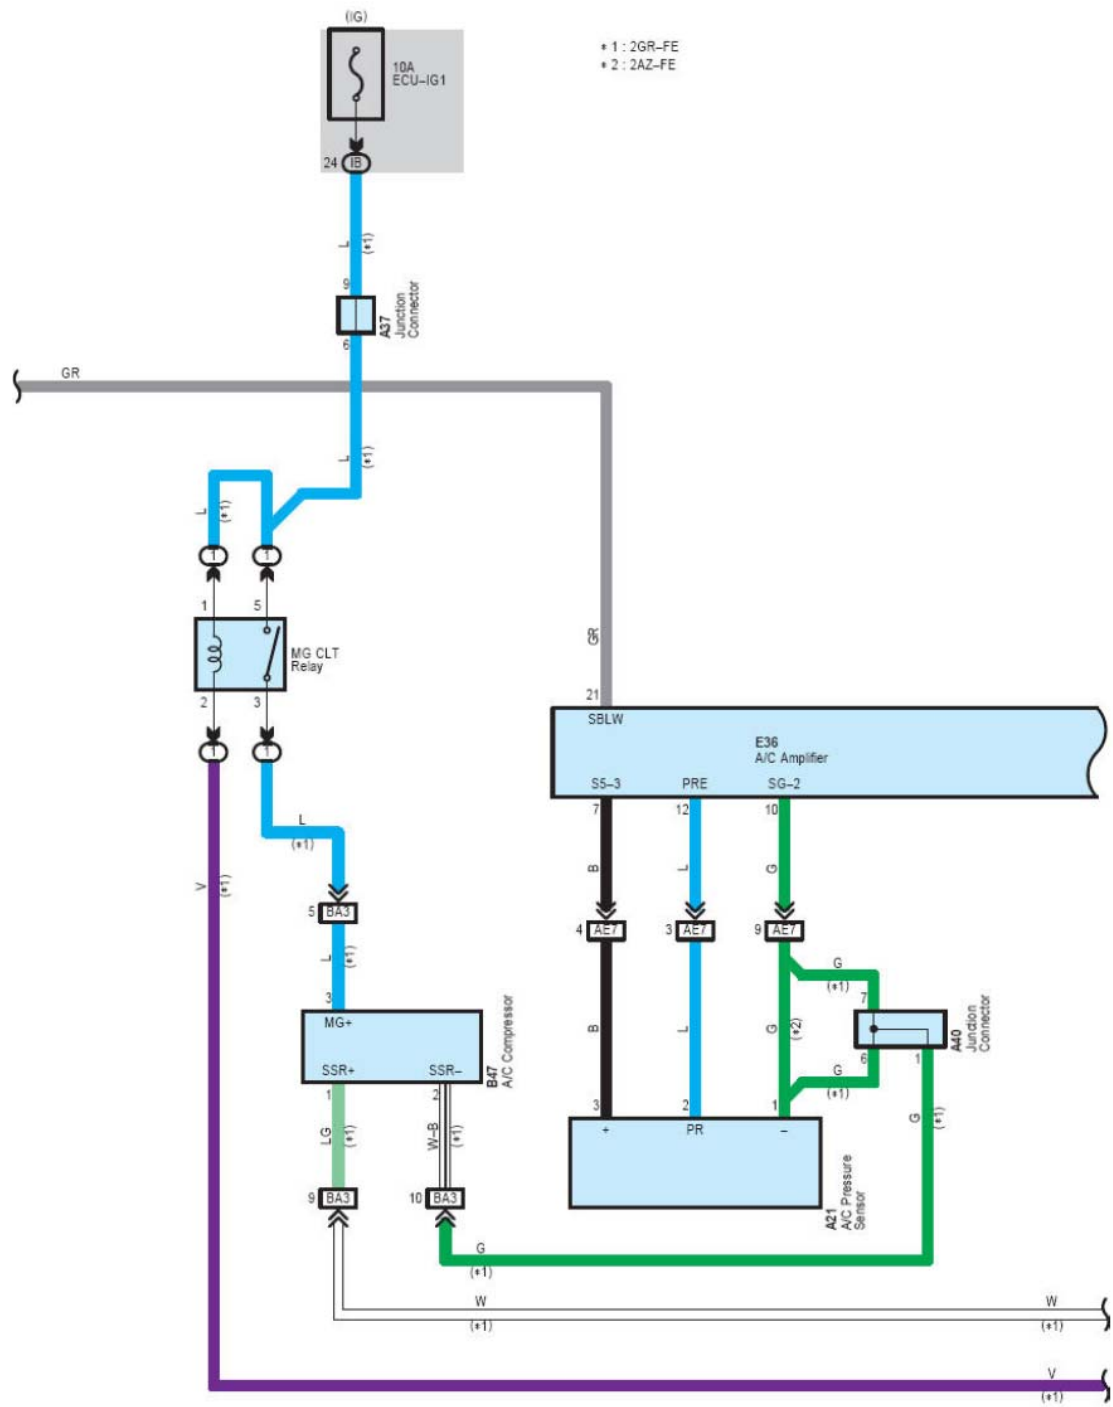 (IG)
* 1 : 2GR–FE
* 2 : 2AZ–FE
10A
ECU–IG1
24
IB
L
(*1)
9
A37
Junction
Connector
6
GR
L
(*1)
L
(*1)
1
1
1
5
MG CLT
Relay
2
3
1
1
GR
21
SBLW
E36
A/C Amplifier
S5–3
PRE
SG–2
7
12
10
L
(*1)
V
(*1)
B
L
G
5
BA3
4
AE7
3
AE7
9
AE7
L
(*1)
G
(*1)
3
MG+
SSR+
SSR–
B47
A/C Compressor
B
L
G
(*2)
7
A40
Junction
Connector
6
1
G
(*1)
1
2
LG
(*1)
W–B
(*1)
3
2
1
G
(*1)
+
PR
–
9
BA3
10
BA3
A21
A/C Pressure
Sensor
G
(*1)
W
(*1)
W
(*1)
V
(*1)